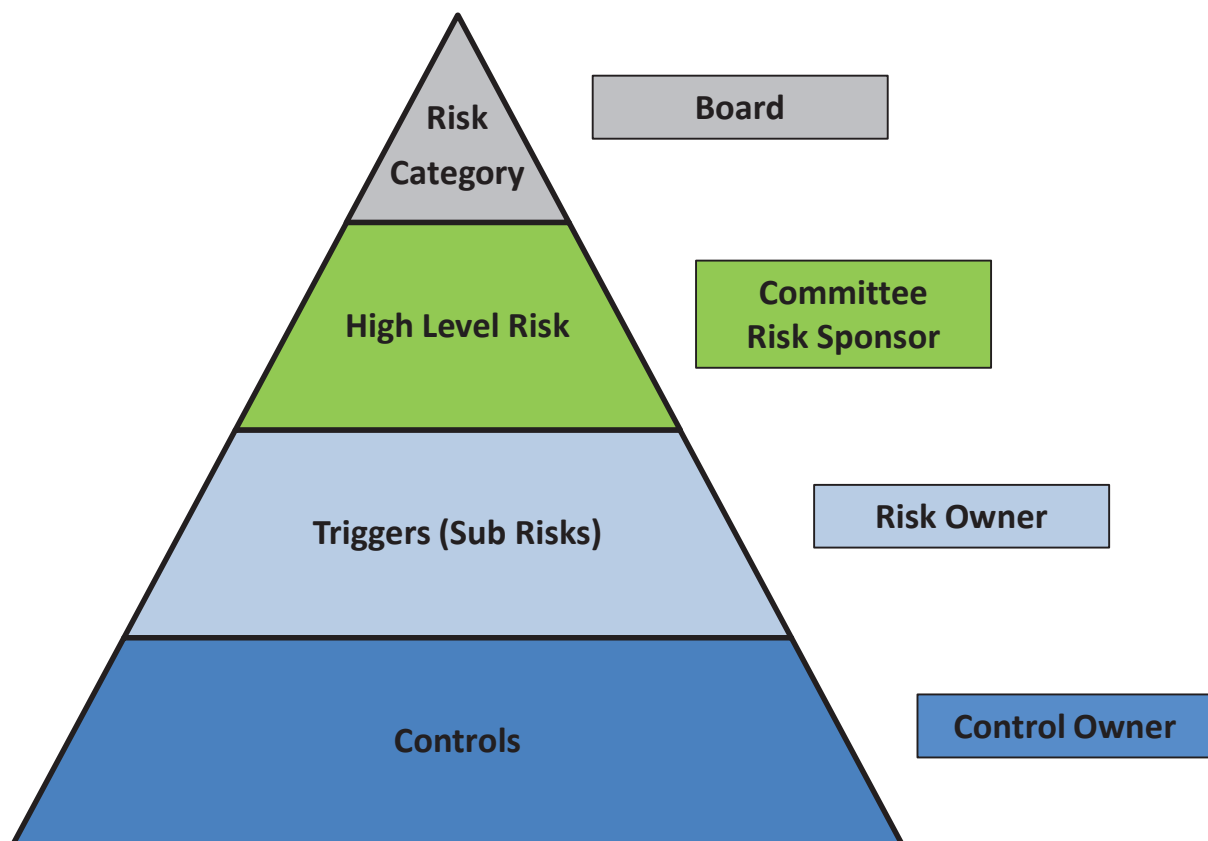 Risk
Category
Board
High Level Risk
Committee
Risk Sponsor
Triggers (Sub Risks)
Risk Owner
Controls
Control Owner